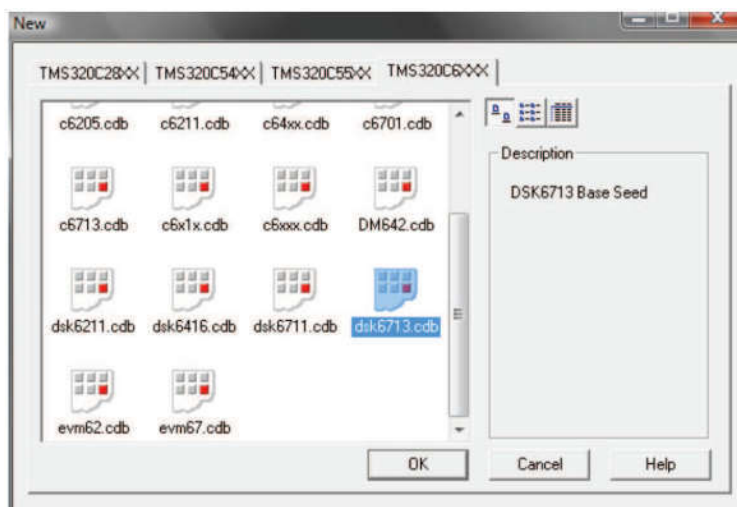 New
TMS320C28XX TMS320C54XX TMS320C55XX TMS320C6XXX
c6205.cdb c6211.cdb c64xx.cdb c6701.cdb
Description
DSK6713 Base Seed
c6713.cdb c6x1x.cdb c6xxx.cdb DM642.cdb
dsk6211.cdb dsk6416.cdb dsk6711.cdb dsk6713.cdb
evm62.cdb evm67.cdb
OK Cancel Help